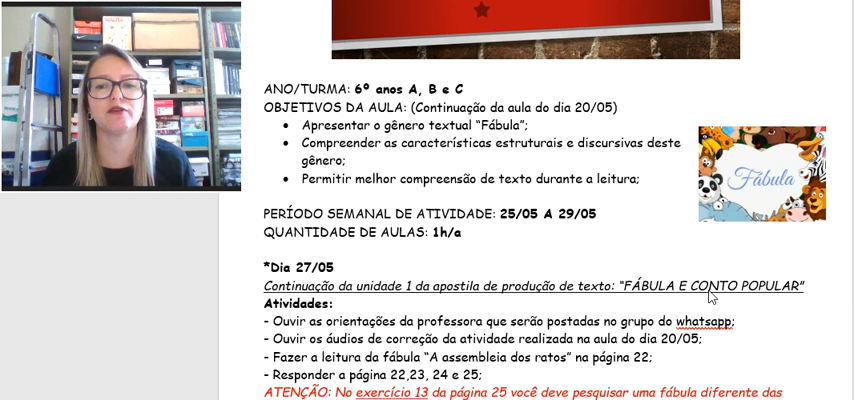 ANO/TURMA: 6º anos A, B e C
OBJETIVOS DA AULA: (Continuação da aula do dia 20/05)
• Apresentar o gênero textual "Fábula";
• Compreender as características estruturais e discursivas deste
gênero;
• Permitir melhor compreensão de texto durante a leitura;
Fábula
PERÍODO SEMANAL DE ATIVIDADE: 25/05 A 29/05
QUANTIDADE DE AULAS: 1h/a
*Dia 27/05
Continuação da unidade 1 da apostila de produção de texto: "FÁBULA E CONTO POPULAR"
Atividades:
- Ouvir as orientações da professora que serão postadas no grupo do whatsapp;
- Ouvir os áudios de correção da atividade realizada na aula do dia 20/05;
- Fazer a leitura da fábula "A assembleia dos ratos" na página 22;
- Responder a página 22,23, 24 e 25;
ATENÇÃO: No exercício 13 da página 25 você deve pesquisar uma fábula diferente das